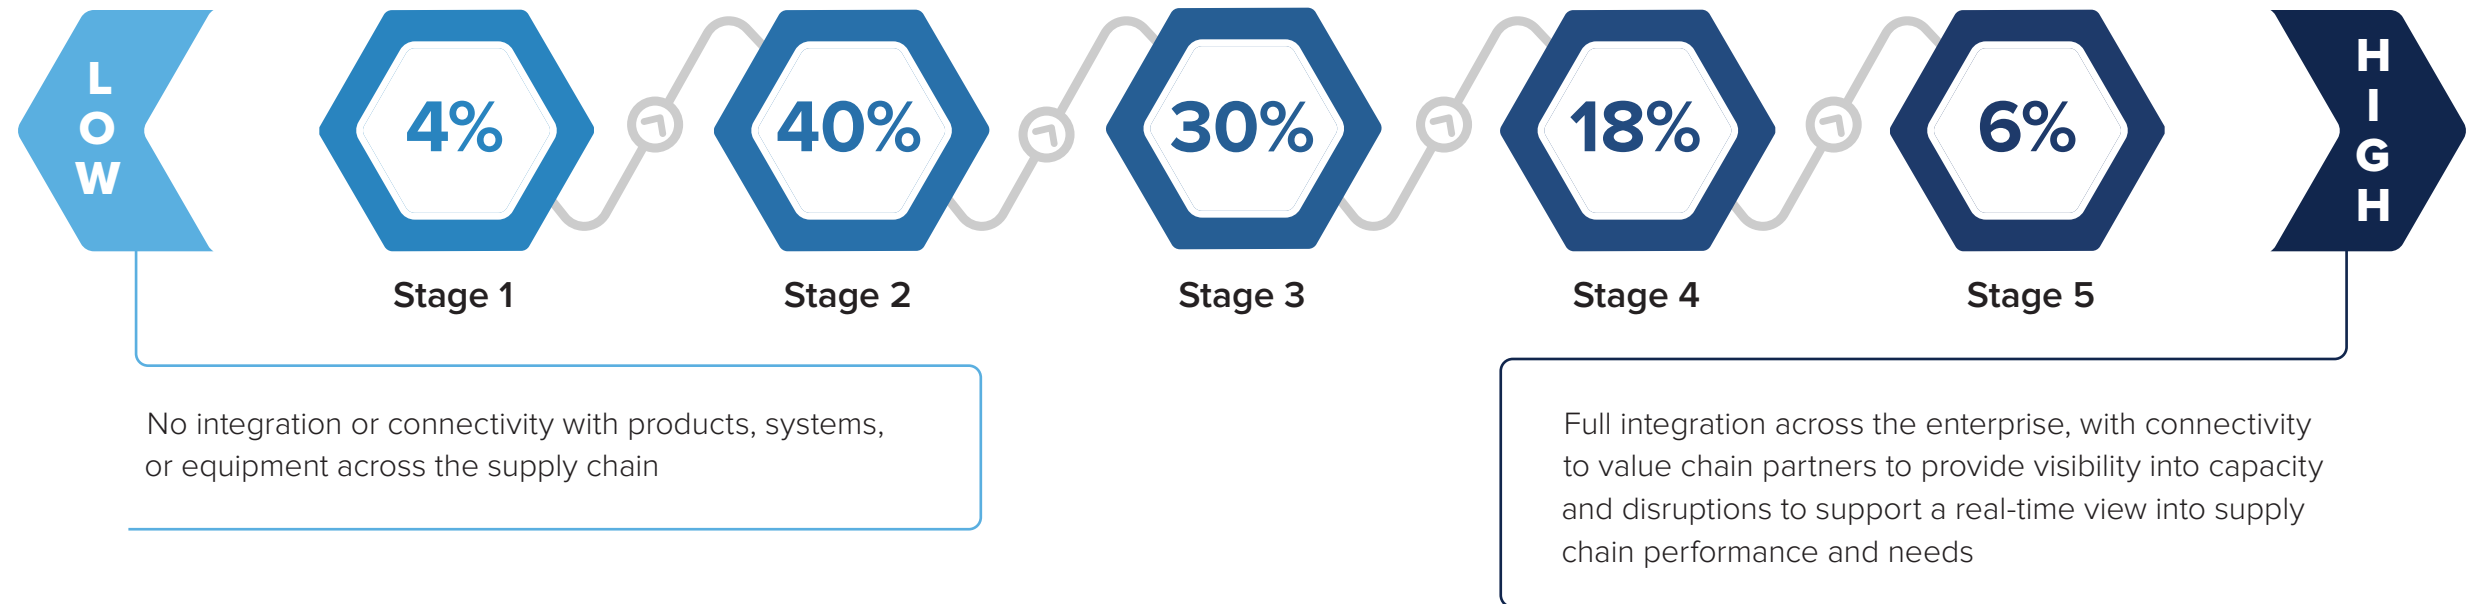 LOW
4%
40%
30%
18%
6%
HIGH
Stage 1
Stage 2
Stage 3
Stage 4
Stage 5
No integration or connectivity with products, systems,
or equipment across the supply chain
Full integration across the enterprise, with connectivity
to value chain partners to provide visibility into capacity
and disruptions to support a real-time view into supply
chain performance and needs